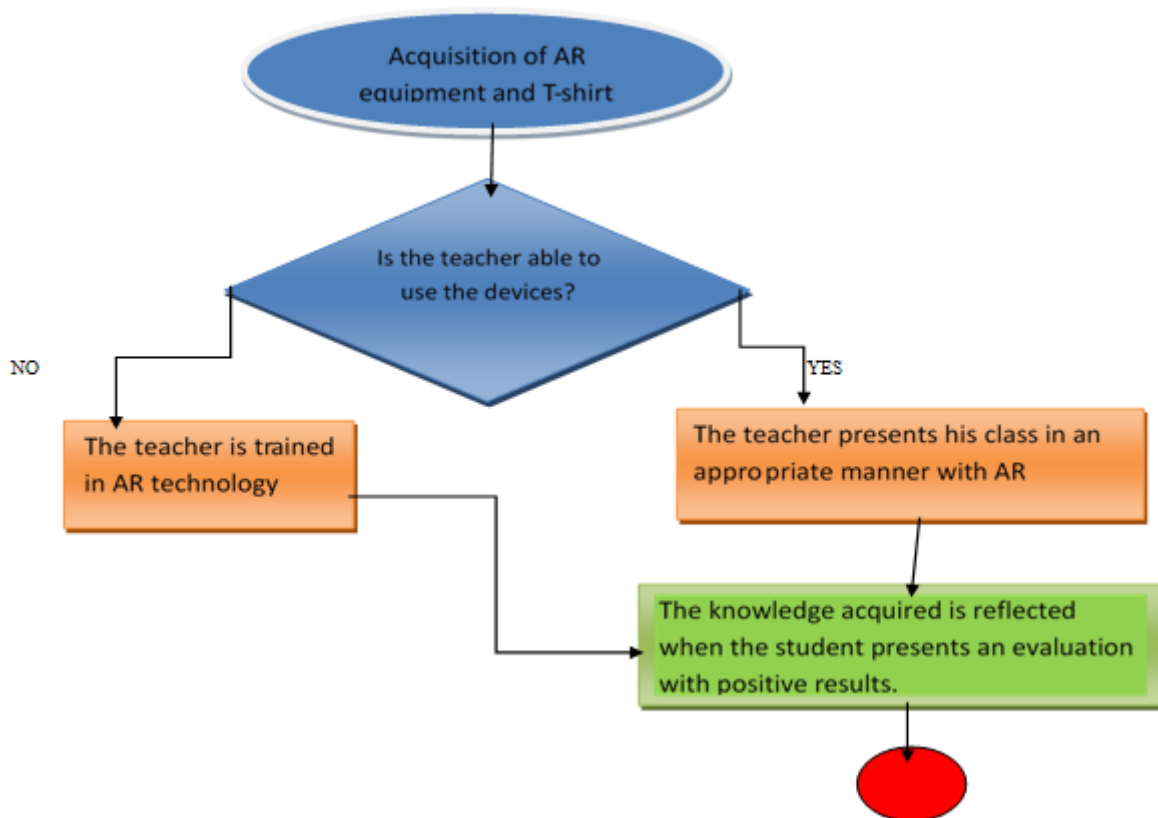 Acquisition of AR
equipment and T-shirt
Is the teacher able to
use the devices?
NO
YES
The teacher is trained
in AR technology
The teacher presents his class in an
appropriate manner with AR
The knowledge acquired is reflected
when the student presents an evaluation
with positive results.